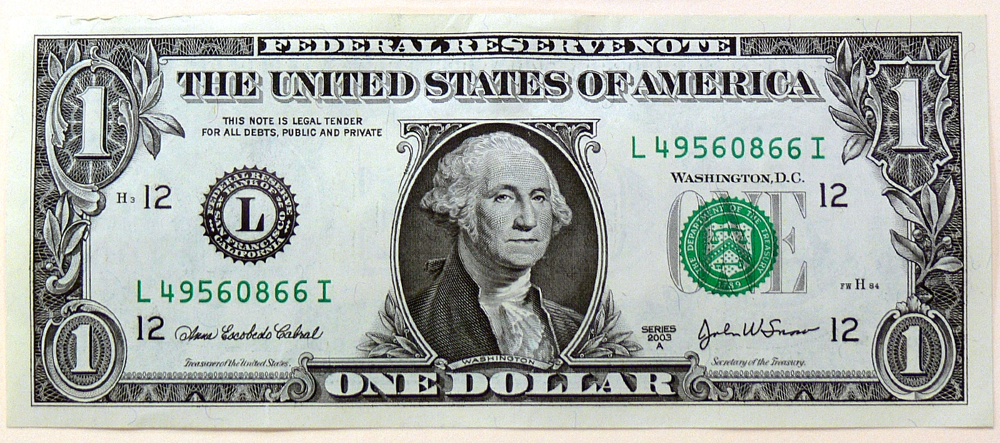 FEDERAL RESERVE NOTE
THE UNITED STATES OF AMERICA
1
1
THIS NOTE IS LEGAL TENDER
FOR ALL DEBTS, PUBLIC AND PRIVATE
L 49560866 I
WASHINGTON, D.C.
H 3
12
FEDERAL RESERVE BANK OF SAN FRANCISCO CALIFORNIA
L
12
ONE
THE DEPARTMENT OF THE TREASURY
1789
L 49560866 I
FW H 84
12
Anna Escobedo Cabral
Treasurer of the United States.
SERIES
2003
A
John W Snow
Secretary of the Treasury.
12
1
WASHINGTON
1
ONE DOLLAR